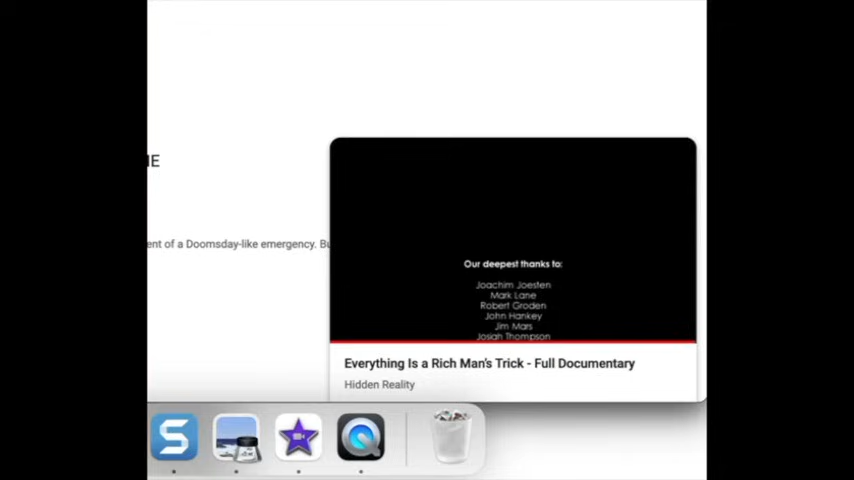 IE
ent of a Doomsday-like emergency. Bu
Our deepest thanks to:
Joachim Joesten
Mark Lane
Robert Groden
John Hankey
Jim Mars
Josiah Thompson
Everything Is a Rich Man's Trick - Full Documentary
Hidden Reality